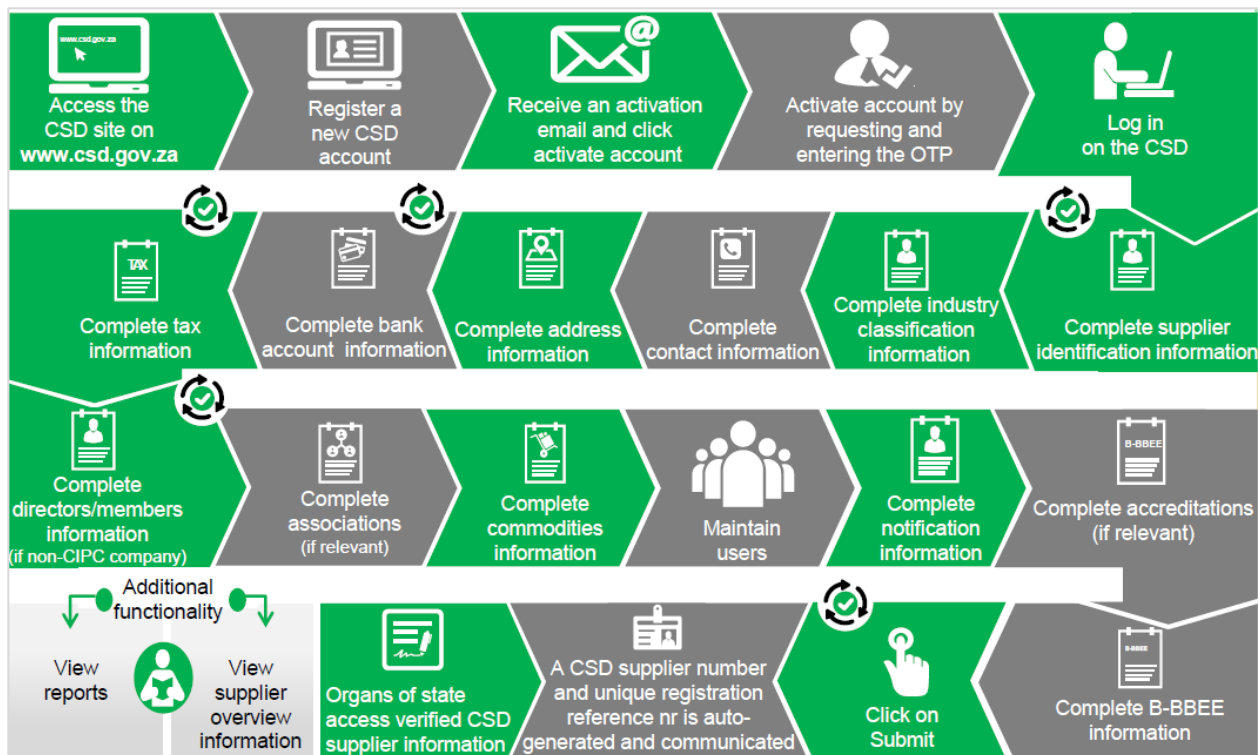 www.csd.gov.za
Access the
CSD site on
www.csd.gov.za
Register a
new CSD
account
@
Receive an activation
email and click
activate account
Activate account by
requesting and
entering the OTP
Log in
on the CSD
TAX
Complete tax
information
Complete bank
account information
Complete address
information
Complete
contact information
Complete industry
classification
information
Complete supplier
identification information
Complete
directors/members
information
(if non-CIPC company)
Complete
associations
(if relevant)
Complete
commodities
information
Maintain
users
Complete
notification
information
B-BBEE
Complete accreditations
(if relevant)
Additional
functionality
View
reports
View
supplier
overview
information
Organs of state
access verified CSD
supplier information
A CSD supplier number
and unique registration
reference nr is auto-
generated and communicated
Click on
Submit
B-BBEE
Complete B-BBEE
information